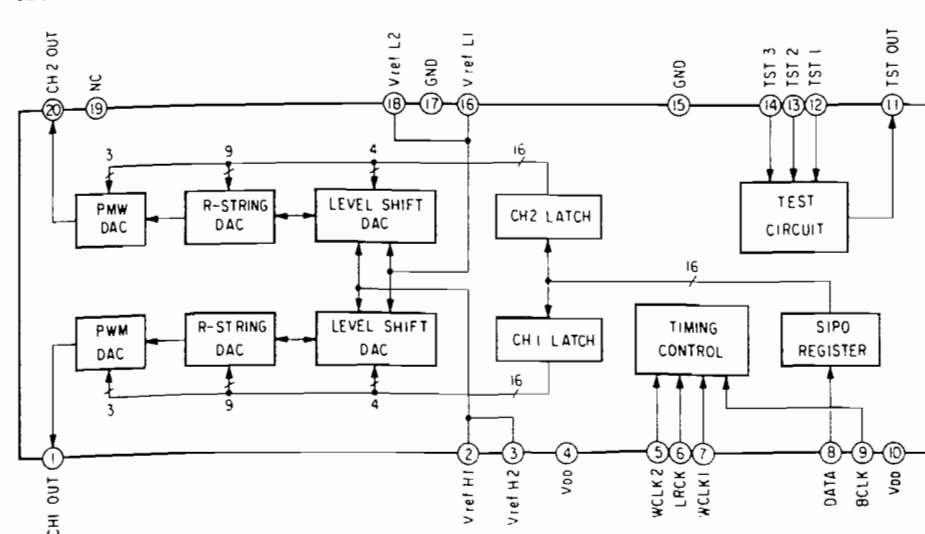 CH 2 OUT
NC
Vref L2
GND
Vref L1
GND
TST 3
TST 2
TST 1
TST OUT
20
19
18
17
16
15
14
13
12
11
3
9
4
16
PMW
DAC
R-STRING
DAC
LEVEL SHIFT
DAC
CH2 LATCH
TEST
CIRCUIT
16
PWM
DAC
R-STRING
DAC
LEVEL SHIFT
DAC
CH 1 LATCH
TIMING
CONTROL
SIPO
REGISTER
3
9
4
16
1
2
3
4
5
6
7
8
9
10
CH1 OUT
Vref H1
Vref H2
VDD
WCLK2
LRCK
WCLK1
DATA
BCLK
VDD